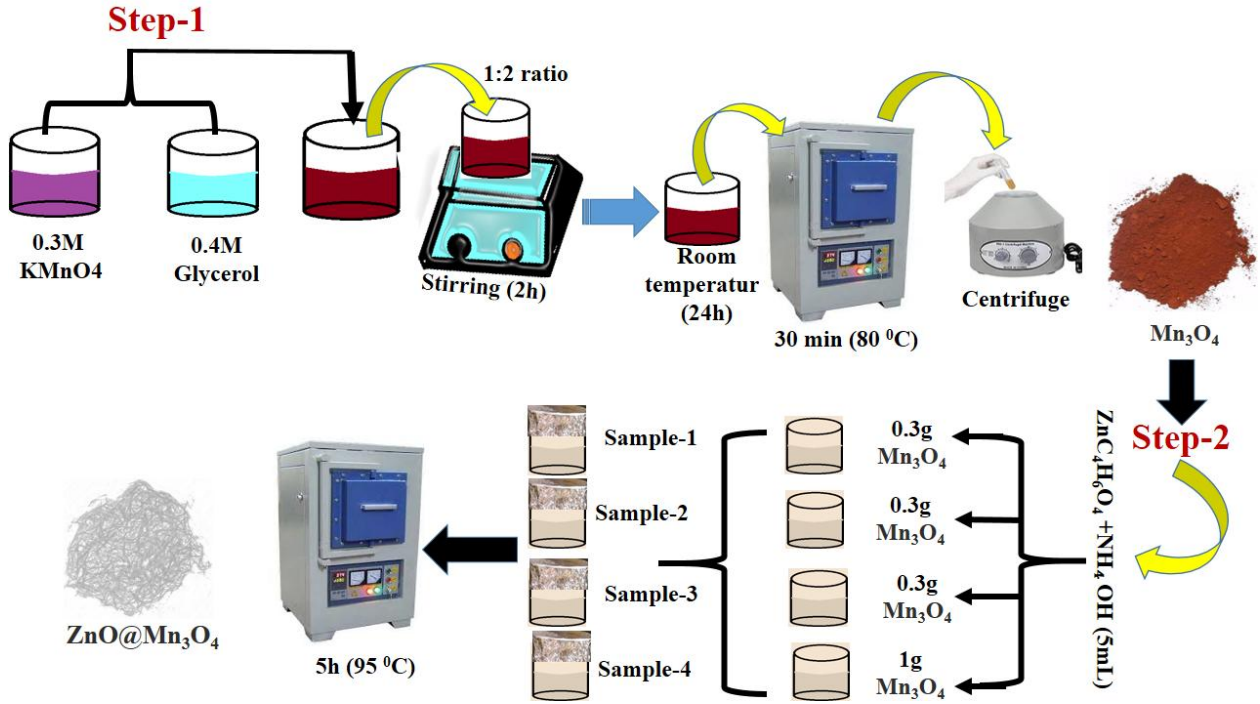 Step-1
1:2 ratio
0.3M
KMnO4
0.4M
Glycerol
Stirring (2h)
Room
temperatur
(24h)
30 min (80 ⁰C)
Centrifuge
Mn₃O₄
Step-2
ZnC₄H₆O₄ +NH₄ OH (5mL)
0.3g
Mn₃O₄
0.3g
Mn₃O₄
0.3g
Mn₃O₄
1g
Mn₃O₄
Sample-1
Sample-2
Sample-3
Sample-4
5h (95 ⁰C)
ZnO@Mn₃O₄